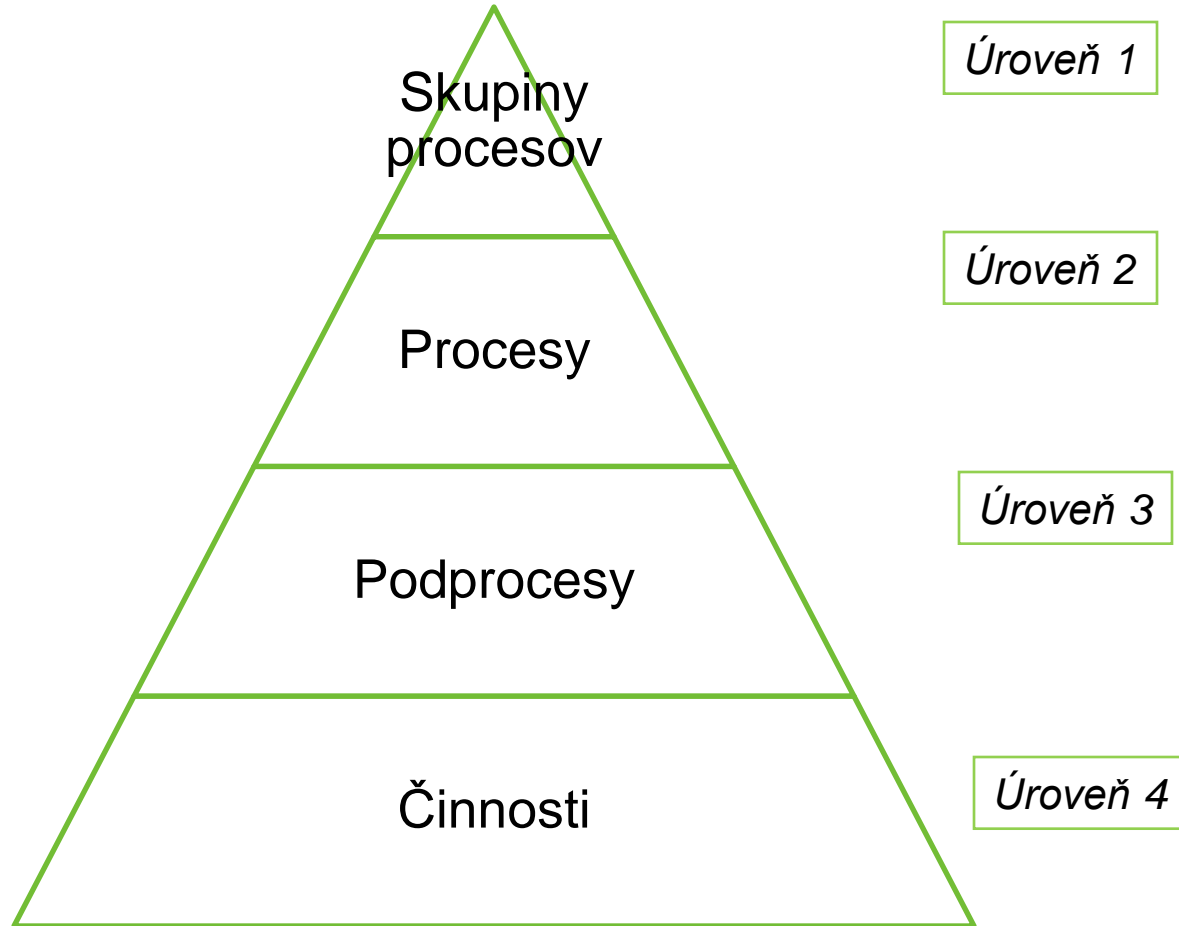 Skupiny
procesov
Úroveň 1
Procesy
Úroveň 2
Podprocesy
Úroveň 3
Činnosti
Úroveň 4